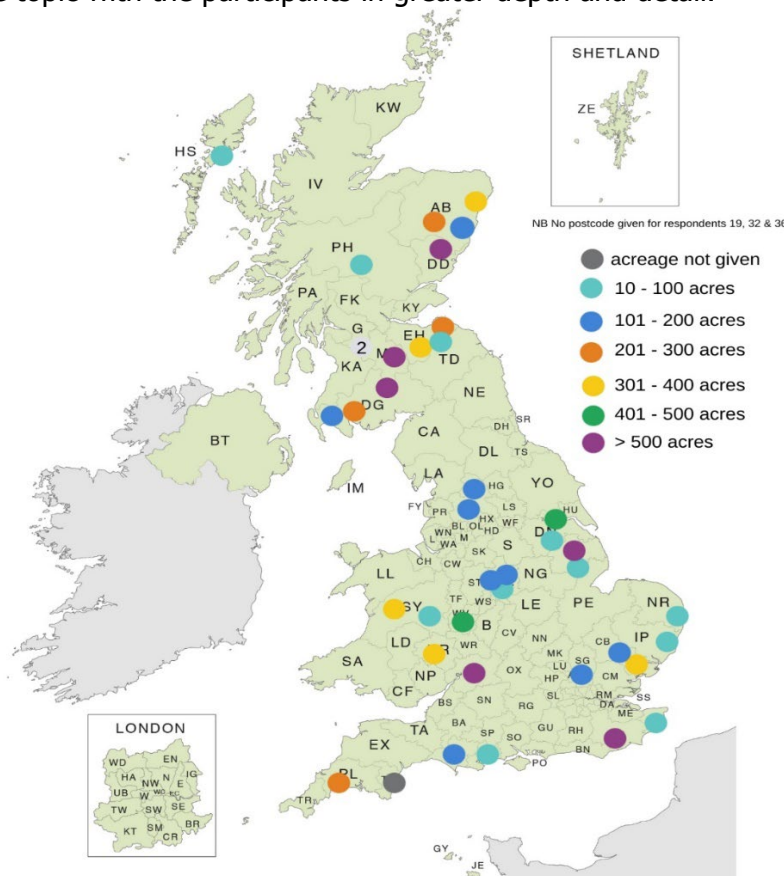 e topic with the participants in greater depth and detail.
SHETLAND
ZE
NB No postcode given for respondents 19, 32 & 36
acreage not given
10 - 100 acres
101 - 200 acres
201 - 300 acres
301 - 400 acres
401 - 500 acres
> 500 acres
KW
HS
IV
AB
PH
DD
PA
FK
KY
G
EH
2
M
TD
KA
DG
NE
BT
CA
SR
DH
DL
TS
IM
LA
HG
YO
FY
PR
LS
HU
BL
OL
HX
WF
HD
WN
L
WA
M
S
SK
CH
CW
LL
ST
NG
TF
WS
LE
PE
NR
SY
WV
B
LD
WR
CV
NN
CB
IP
SA
NP
MK
LU
SG
HP
CM
CF
OX
SL
RM
DA
SS
ME
BS
SN
RG
BA
TA
SP
SO
GU
RH
BN
EX
PO
PL
TR
GY
JE
LONDON
WD
EN
HA
NW
N
E
IG
UB
W
WC
EC
TW
SW
SE
KT
SM
CR
BR